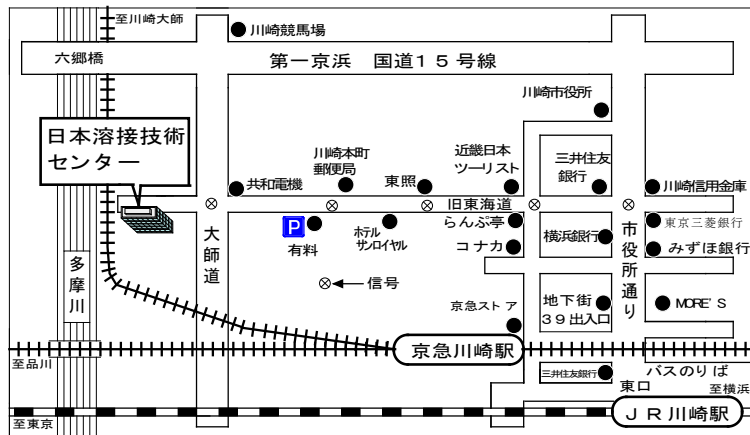 至川崎大師
川崎競馬場
六郷橋
第一京浜　国道15号線
川崎市役所
日本溶接技術
センター
川崎本町
郵便局
近畿日本
ツーリスト
三井住友
銀行
共和電機
東照
川崎信用金庫
旧東海道
P
有料
ホテル
サンロイヤル
らんぷ亭
コナカ
横浜銀行
東京三菱銀行
みずほ銀行
大師道
市役所通り
多摩川
信号
京急ストア
地下街
39出入口
MORE'S
京急川崎駅
至品川
三井住友銀行
バスのりば
東口
至横浜
JR川崎駅
至東京